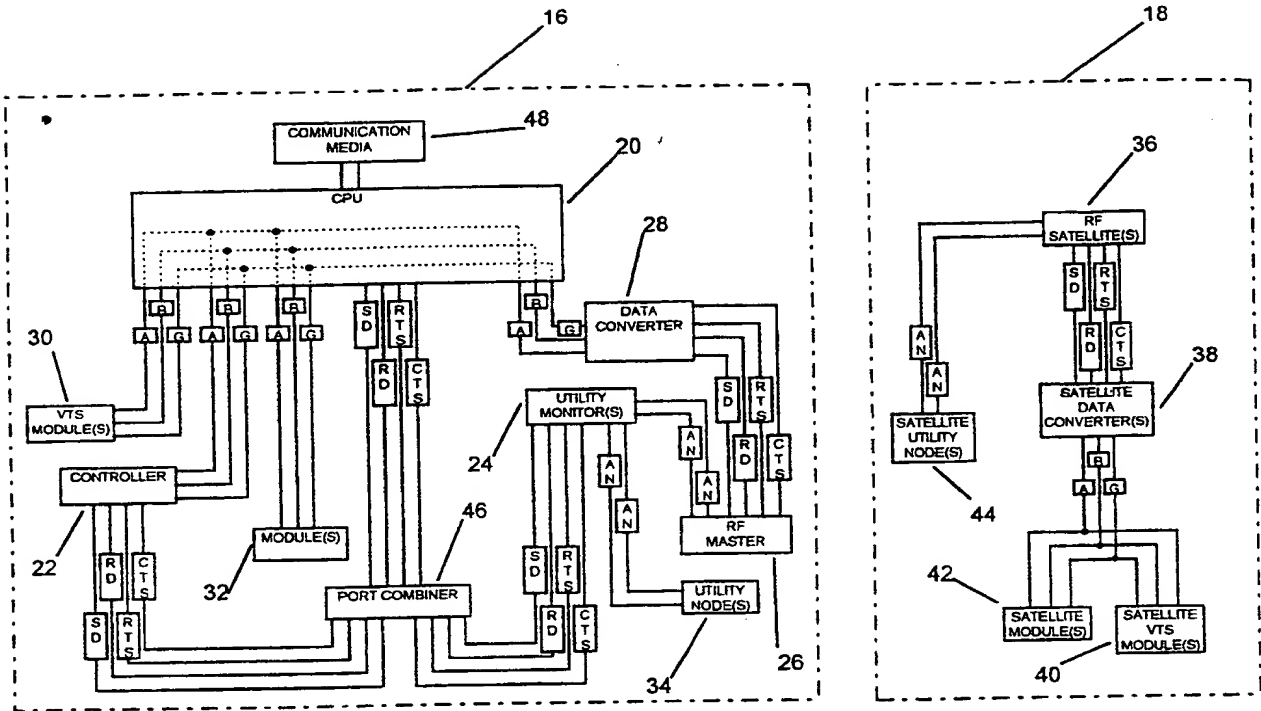 16
18
COMMUNICATION
MEDIA
48
20
CPU
36
RF
SATELLITE(S)
28
DATA
CONVERTER
A
B
G
A
B
G
A
B
G
SD
RD
RTS
CTS
A
B
G
SD
RD
RTS
CTS
SD
RD
RTS
CTS
30
VTS
MODULE(S)
UTILITY
MONITOR(S)
24
AN
AN
AN
AN
38
SATELLITE
DATA
CONVERTER(S)
AN
AN
SATELLITE
UTILITY
NODE(S)
44
A
B
G
CONTROLLER
22
46
RF
MASTER
MODULE(S)
32
SD
RD
RTS
CTS
PORT COMBINER
SD
RD
RTS
CTS
UTILITY
NODE(S)
34
26
42
SATELLITE
MODULE(S)
SATELLITE
VTS
MODULE(S)
40